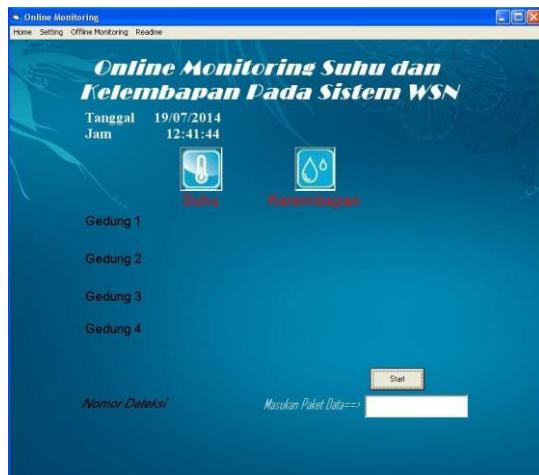 Online Monitoring
Home Setting Offline Monitoring Readme
Online Monitoring Suhu dan
Kelembapan Pada Sistem WSN
Tanggal 19/07/2014
Jam 12:41:44
Suhu Kelembapan
Gedung 1
Gedung 2
Gedung 3
Gedung 4
Start
Nomor Deteksi Masukan Paket Data==>